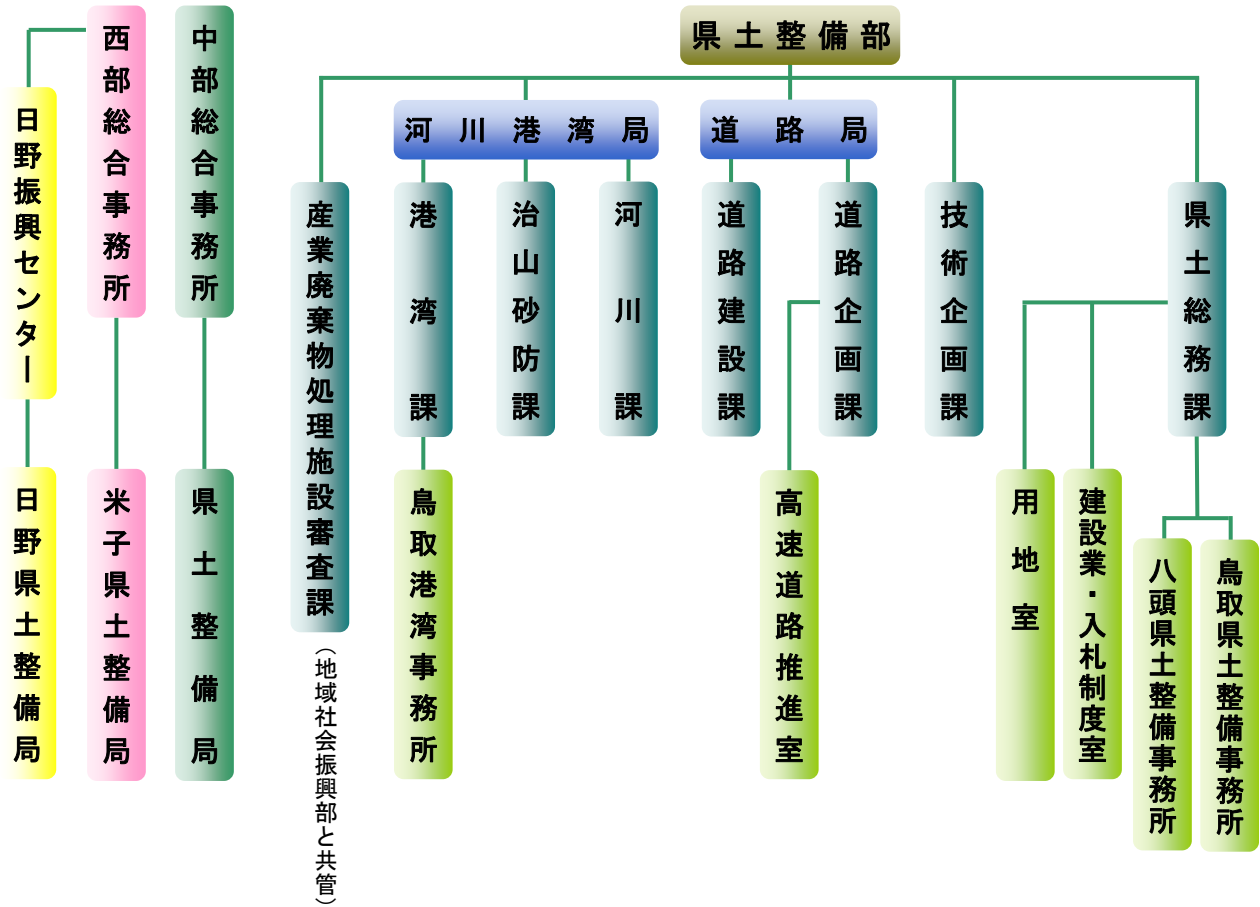 県土整備部
河川港湾局
道路局
県土総務課
技術企画課
道路企画課
道路建設課
河川課
治山砂防課
港湾課
産業廃棄物処理施設審査課
（地域社会振興部と共管）
鳥取県土整備事務所
八頭県土整備事務所
建設業・入札制度室
用地室
高速道路推進室
鳥取港湾事務所
中部総合事務所
県土整備局
西部総合事務所
米子県土整備局
日野振興センター
日野県土整備局